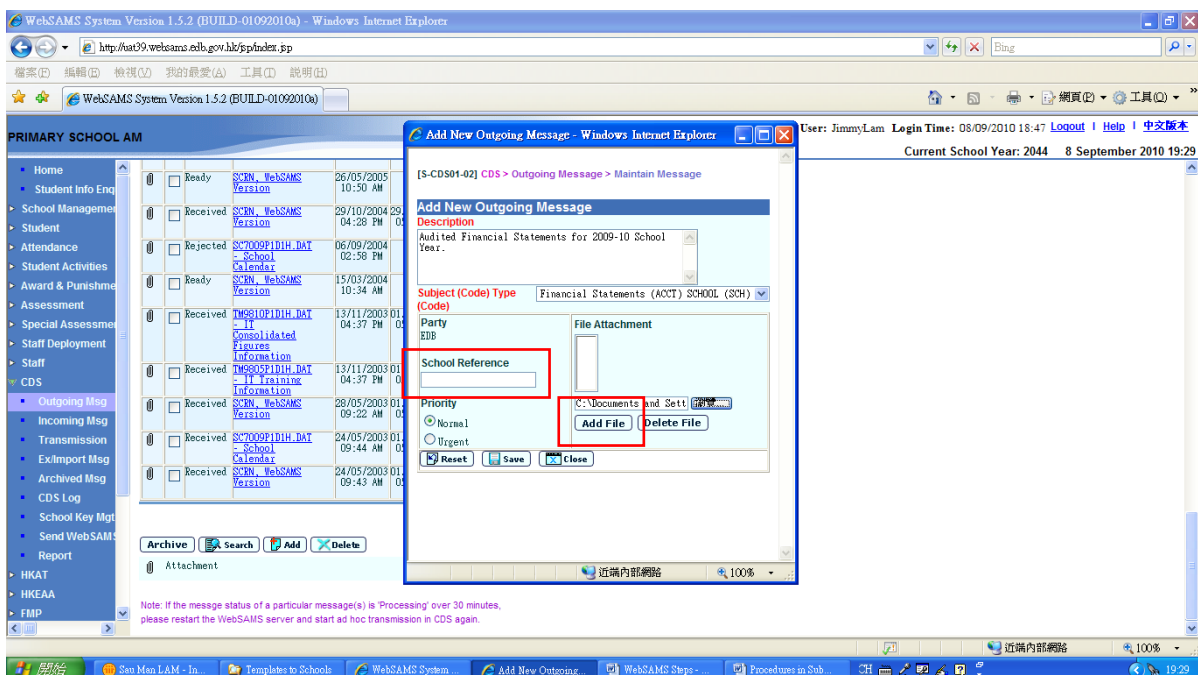 WebSAMS System Version 1.5.2 (BUILD-01092010a) - Windows Internet Explorer
http://uat39.websams.edb.gov.hk/jsp/index.jsp
Bing
檔案(F) 編輯(E) 檢視(V) 我的最愛(A) 工具(T) 說明(H)
WebSAMS System Version 1.5.2 (BUILD-01092010a)
網頁(P) 工具(O)
PRIMARY SCHOOL AM
User: JimmyLam Login Time: 08/09/2010 18:47 Logout | Help | 中文版本
Current School Year: 2044 8 September 2010 19:29
Home
Student Info Enq
School Managemen
Student
Attendance
Student Activities
Award & Punishme
Assessment
Special Assessmen
Staff Deployment
Staff
CDS
Outgoing Msg
Incoming Msg
Transmission
Ex/Import Msg
Archived Msg
CDS Log
School Key Mgt
Send WebSAMS
Report
HKAT
HKEAA
FMP
Ready SCRN, WebSAMS Version 26/05/2005 10:50 AM
Received SCRN, WebSAMS Version 29/10/2004 04:28 PM
Rejected SC7009P1D1H.DAT - School Calendar 06/09/2004 02:58 PM
Ready SCRN, WebSAMS Version 15/03/2004 10:34 AM
Received TM9810P1D1H.DAT - IT Consolidated Figures Information 13/11/2003 04:37 PM
Received TM9805P1D1H.DAT - IT Training Information 13/11/2003 04:37 PM
Received SCRN, WebSAMS Version 28/05/2003 09:22 AM
Received SC7009P1D1H.DAT - School Calendar 24/05/2003 09:44 AM
Received SCRN, WebSAMS Version 24/05/2003 09:43 AM
Archive Search Add Delete
Attachment
Note: If the messge status of a particular message(s) is 'Processing' over 30 minutes,
please restart the WebSAMS server and start ad hoc transmission in CDS again.
Add New Outgoing Message - Windows Internet Explorer
[S-CDS01-02] CDS > Outgoing Message > Maintain Message
Add New Outgoing Message
Description
Audited Financial Statements for 2009-10 School
Year.
Subject (Code) Type Financial Statements (ACCT) SCHOOL (SCH)
(Code)
Party
EDB
File Attachment
School Reference
Priority
Normal
Urgent
C:\Documents and Sett 瀏覽......
Add File Delete File
Reset Save Close
近端內部網路 100%
近端內部網路 100%
開始 Sau Man LAM - In... Templates to Schools WebSAMS System ... Add New Outgoing... WebSAMS Steps - ... Procedures in Sub... CH 19:29